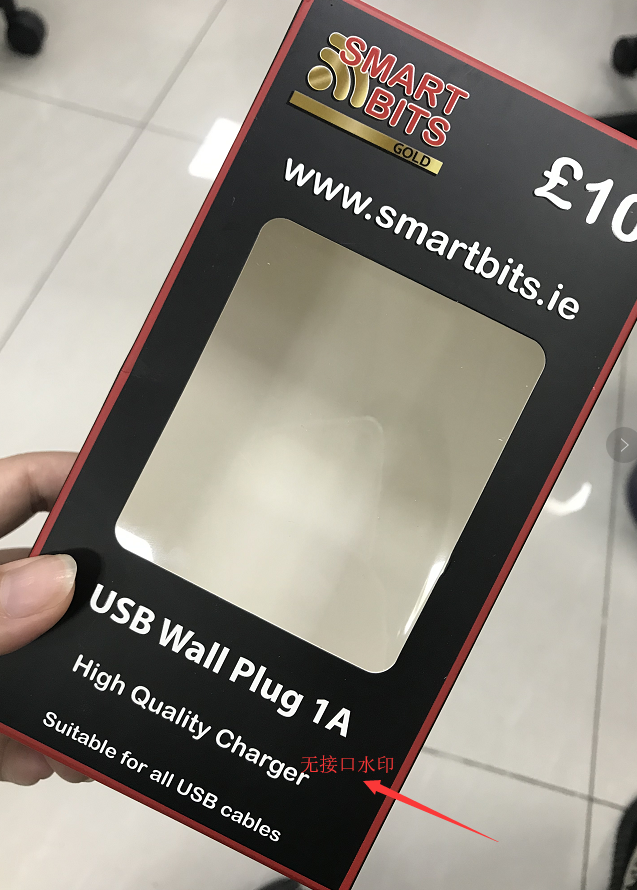 SMART
BITS
GOLD
£10
www.smartbits.ie
USB Wall Plug 1A
High Quality Charger
无接口水印
Suitable for all USB cables